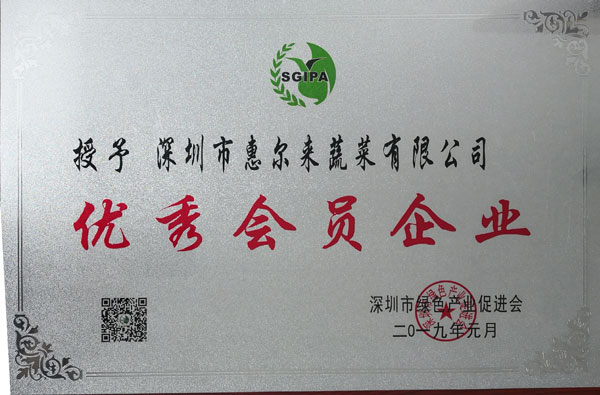 SGIPA
授予 深圳市惠尔来蔬菜有限公司
优秀会员企业
深圳市绿色产业促进会
二0一九年元月